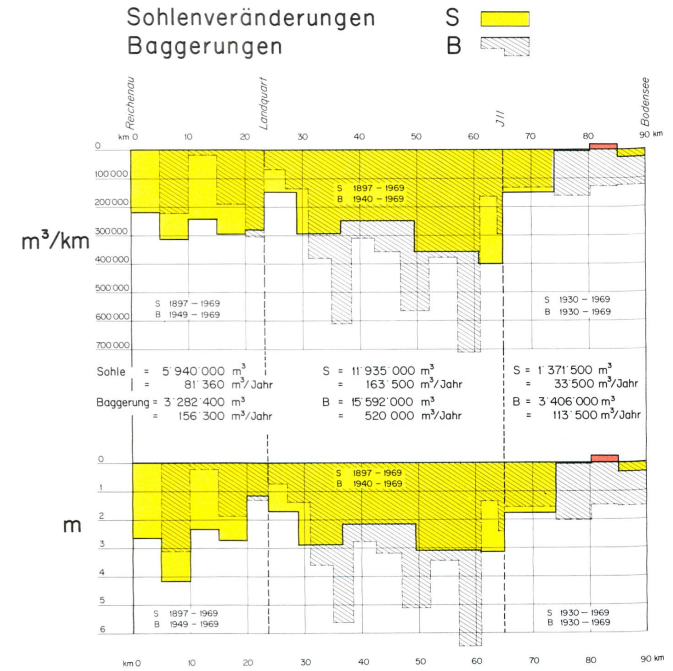 Sohlenveränderungen S
Baggerungen B
Reichenau Landquart Jll Bodensee
km 0 10 20 30 40 50 60 70 80 90 km
0
100'000
200'000
300'000
400'000
500'000
600'000
700'000
m³/km
S 1897 – 1969
B 1940 – 1969
S 1897 – 1969
B 1949 – 1969
S 1930 – 1969
B 1930 – 1969
Sohle = 5'940'000 m³ S = 11'935'000 m³ S = 1'371'500 m³
= 81'360 m³/Jahr = 163'500 m³/Jahr = 33'500 m³/Jahr
Baggerung = 3'282'400 m³ B = 15'592'000 m³ B = 3'406'000 m³
= 156'300 m³/Jahr = 520'000 m³/Jahr = 113'500 m³/Jahr
0
1
2
3
4
5
6
m
S 1897 – 1969
B 1940 – 1969
S 1897 – 1969
B 1949 – 1969
S 1930 – 1969
B 1930 – 1969
km 0 10 20 30 40 50 60 70 80 90 km